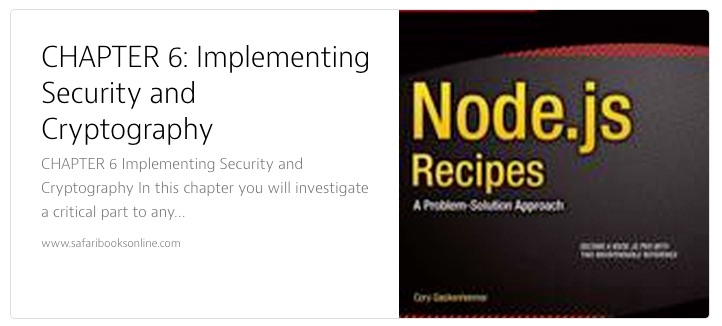 CHAPTER 6: Implementing
Security and
Cryptography
CHAPTER 6 Implementing Security and
Cryptography In this chapter you will investigate
a critical part to any...
www.safaribooksonline.com
Node.js
Recipes
A Problem-Solution Approach
BECOME A NODE.JS PRO WITH
THIS INDISPENSABLE REFERENCE
Cory Gackenheimer